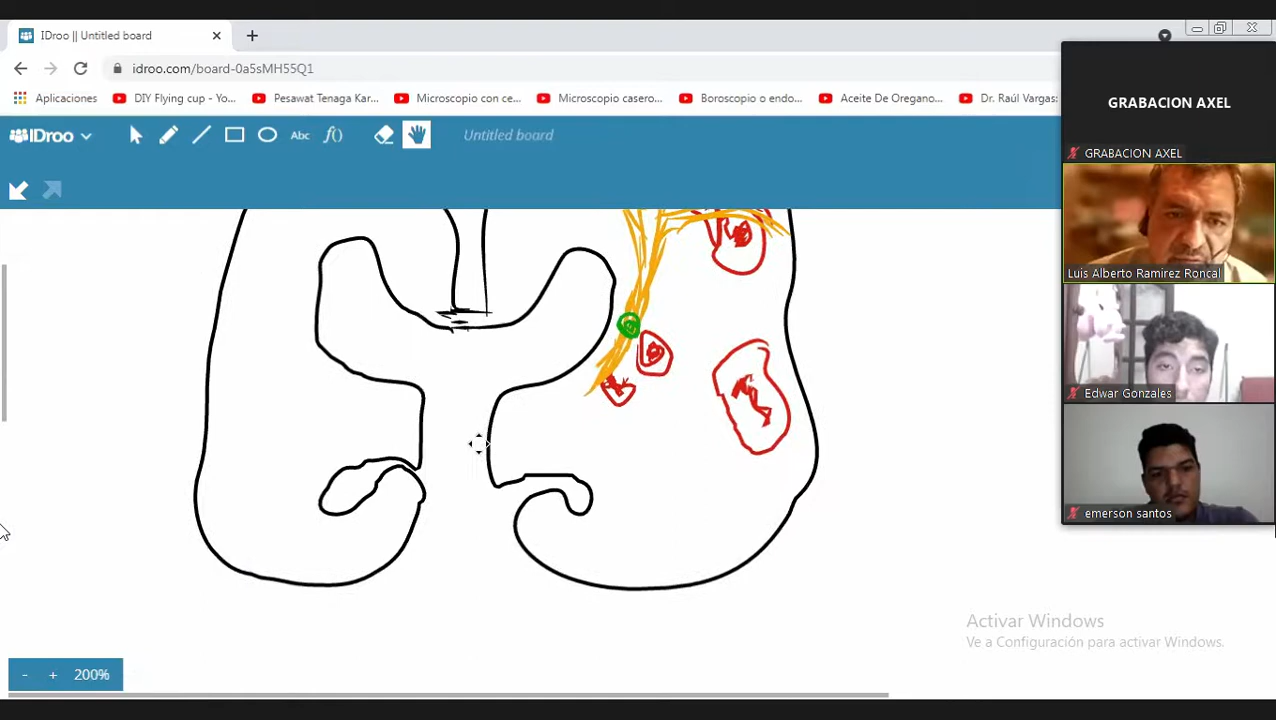 IDroo || Untitled board
idroo.com/board-0a5sMH55Q1
Aplicaciones
DIY Flying cup - Yo...
Pesawat Tenaga kar...
Microscopio con ce...
Microscopio casero...
Boroscopio o endo...
Aceite De Oregano...
Dr. Raúl Vargas:
IDroo
Abc
f()
Untitled board
GRABACION AXEL
GRABACION AXEL
Luis Alberto Ramirez Roncal
Edwar Gonzales
emerson santos
Activar Windows
Ve a Configuración para activar Windows.
- + 200%